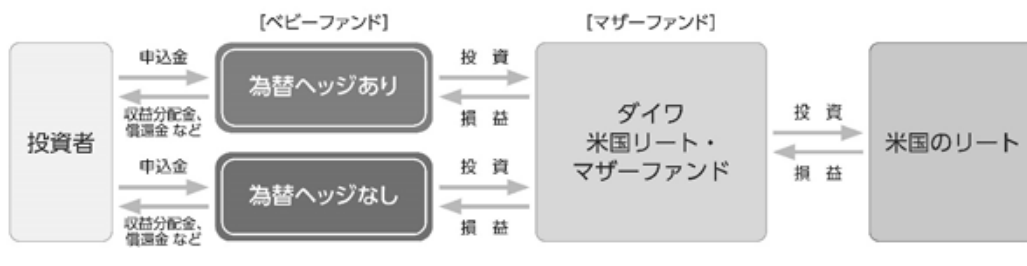 [ベビーファンド]
[マザーファンド]
投資者
申込金
収益分配金、
償還金 など
為替ヘッジあり
投 資
損 益
申込金
収益分配金、
償還金 など
為替ヘッジなし
投 資
損 益
ダイワ
米国リート・
マザーファンド
投 資
損 益
米国のリート